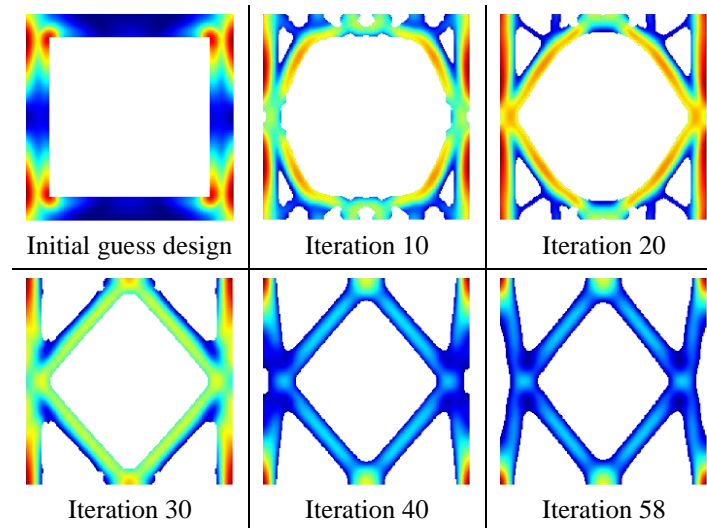 Initial guess design
Iteration 10
Iteration 20
Iteration 30
Iteration 40
Iteration 58